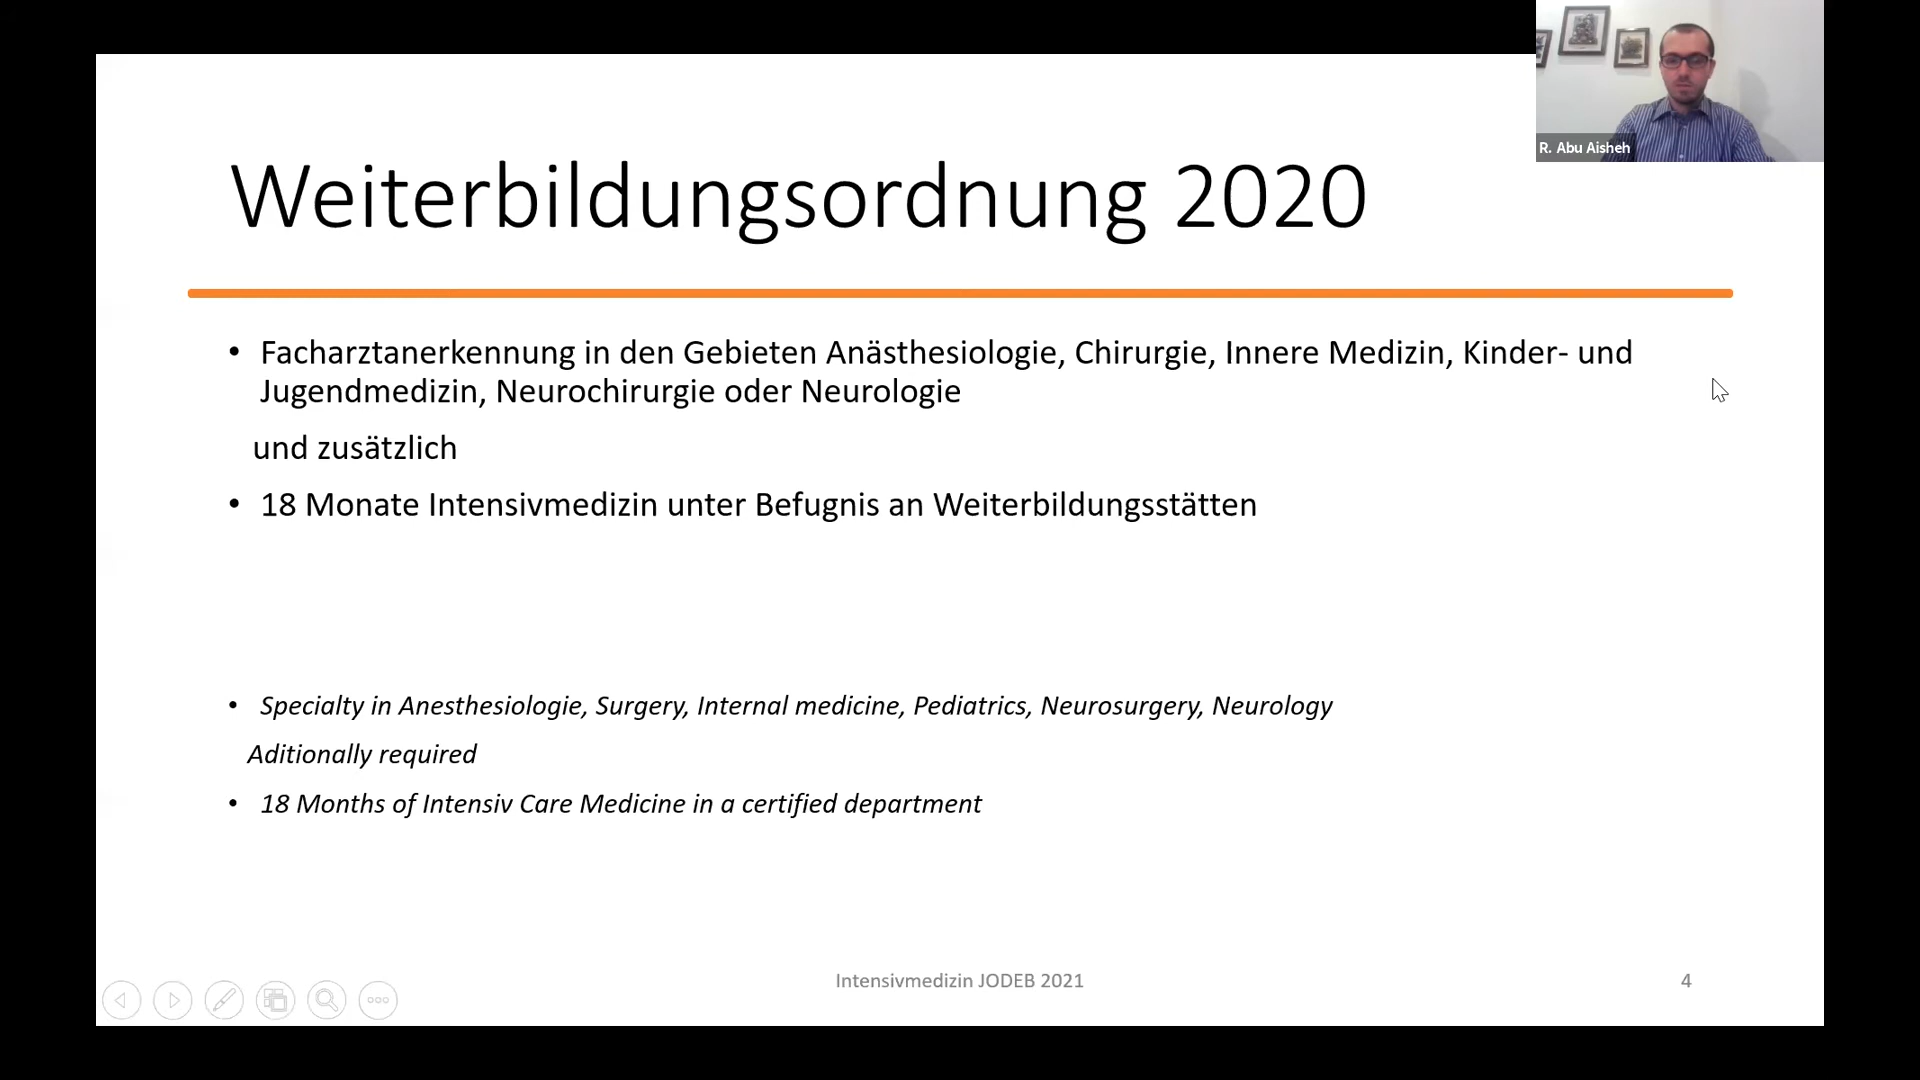 R. Abu Aisheh
Weiterbildungsordnung 2020
• Facharztanerkennung in den Gebieten Anästhesiologie, Chirurgie, Innere Medizin, Kinder- und
Jugendmedizin, Neurochirurgie oder Neurologie
und zusätzlich
• 18 Monate Intensivmedizin unter Befugnis an Weiterbildungsstätten
• Specialty in Anesthesiologie, Surgery, Internal medicine, Pediatrics, Neurosurgery, Neurology
Aditionally required
• 18 Months of Intensiv Care Medicine in a certified department
Intensivmedizin JODEB 2021
4